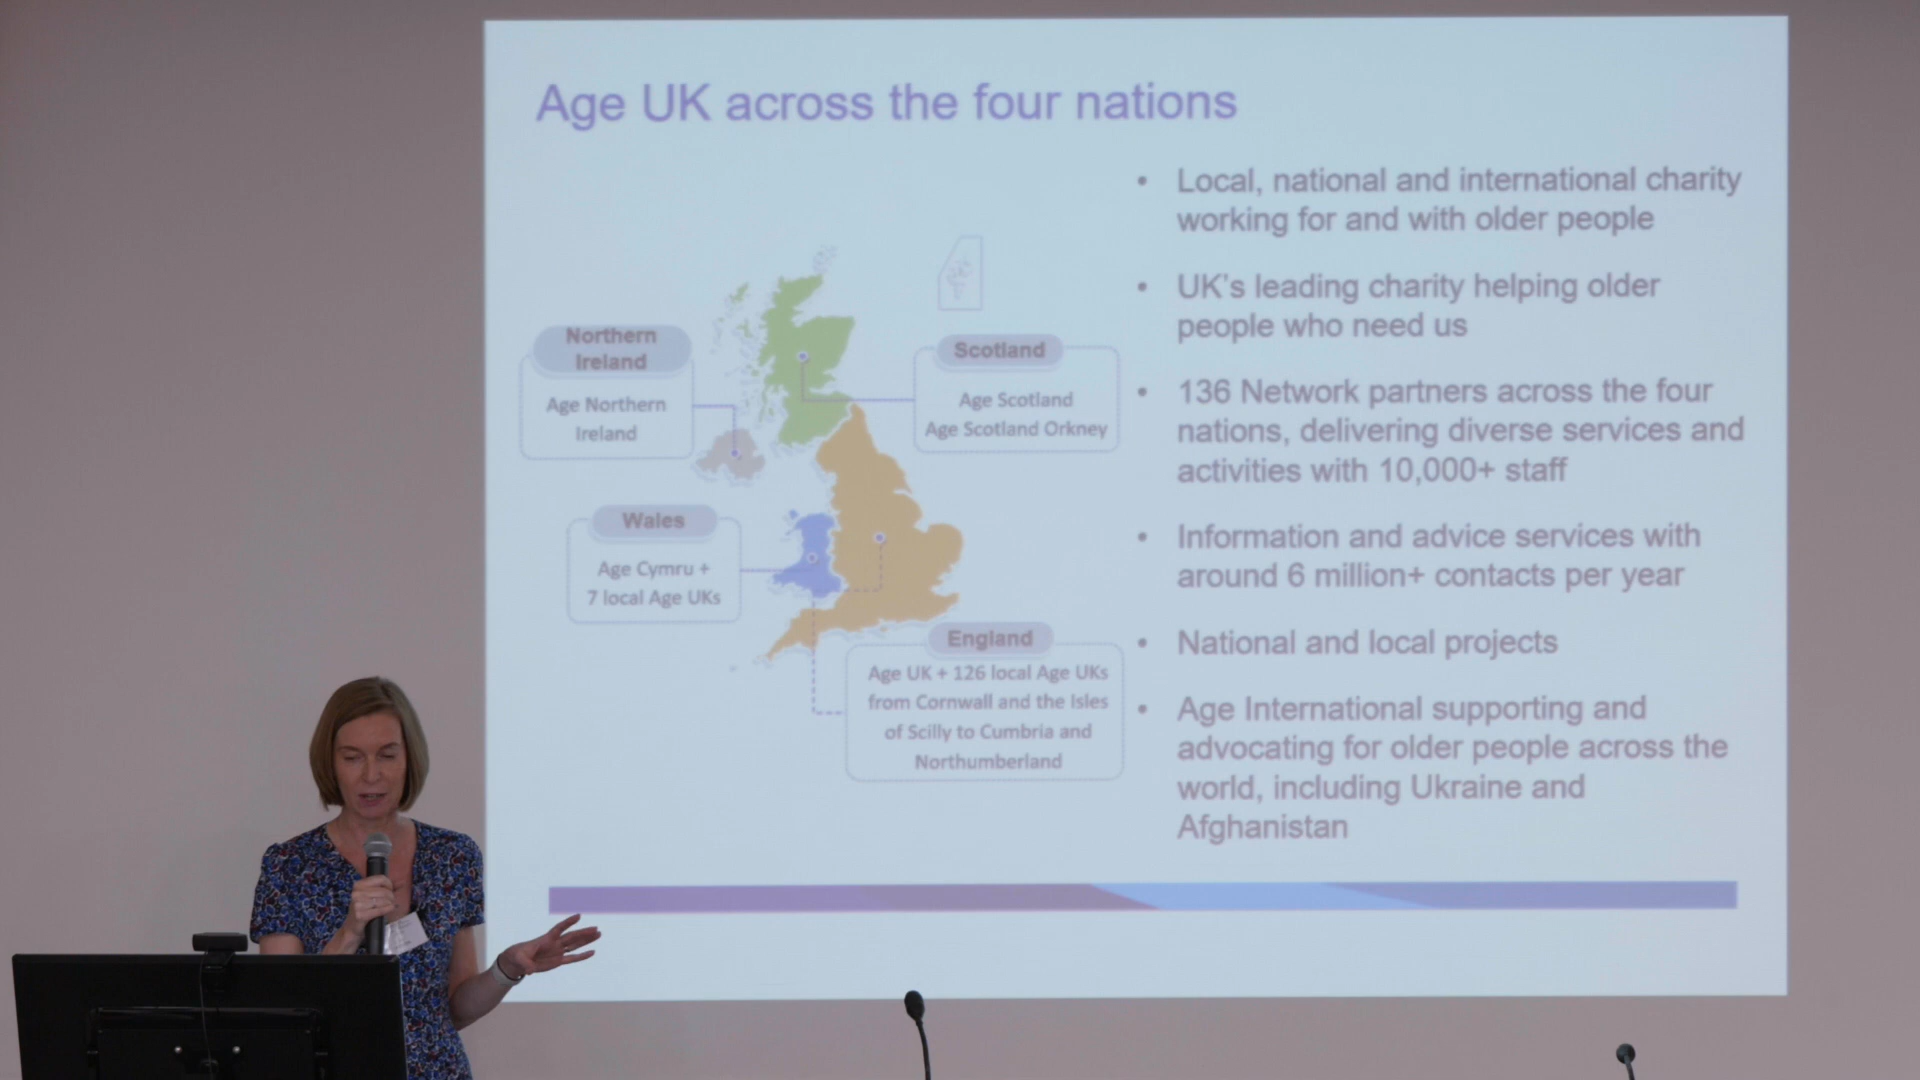 Age UK across the four nations
Northern
Ireland
Age Northern
Ireland
Scotland
Age Scotland
Age Scotland Orkney
Wales
Age Cymru +
7 local Age UKs
England
Age UK + 126 local Age UKs
from Cornwall and the Isles
of Scilly to Cumbria and
Northumberland
• Local, national and international charity
working for and with older people
• UK's leading charity helping older
people who need us
• 136 Network partners across the four
nations, delivering diverse services and
activities with 10,000+ staff
• Information and advice services with
around 6 million+ contacts per year
• National and local projects
• Age International supporting and
advocating for older people across the
world, including Ukraine and
Afghanistan